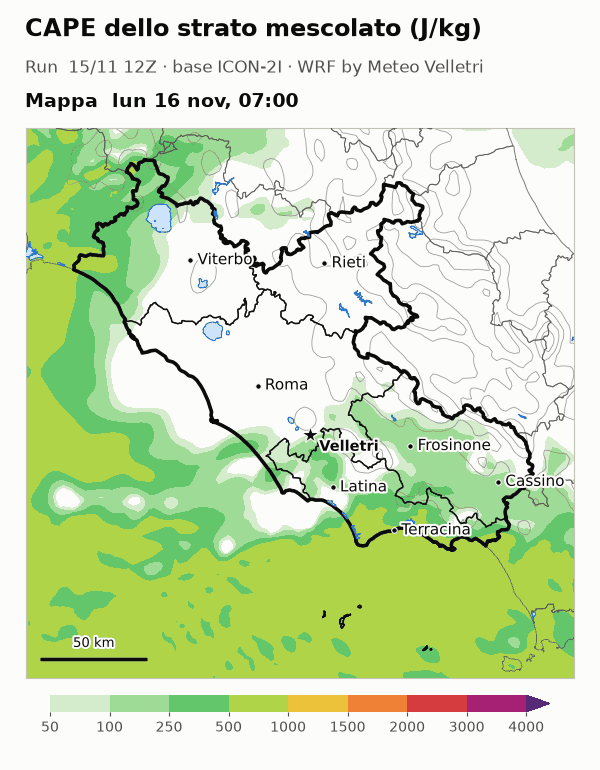 CAPE dello strato mescolato (J/kg)
Run 15/11 12Z · base ICON-2I · WRF by Meteo Velletri
Mappa lun 16 nov, 07:00
Viterbo
Rieti
Roma
Velletri
Frosinone
Cassino
Latina
Terracina
50 km
50 100 250 500 1000 1500 2000 3000 4000